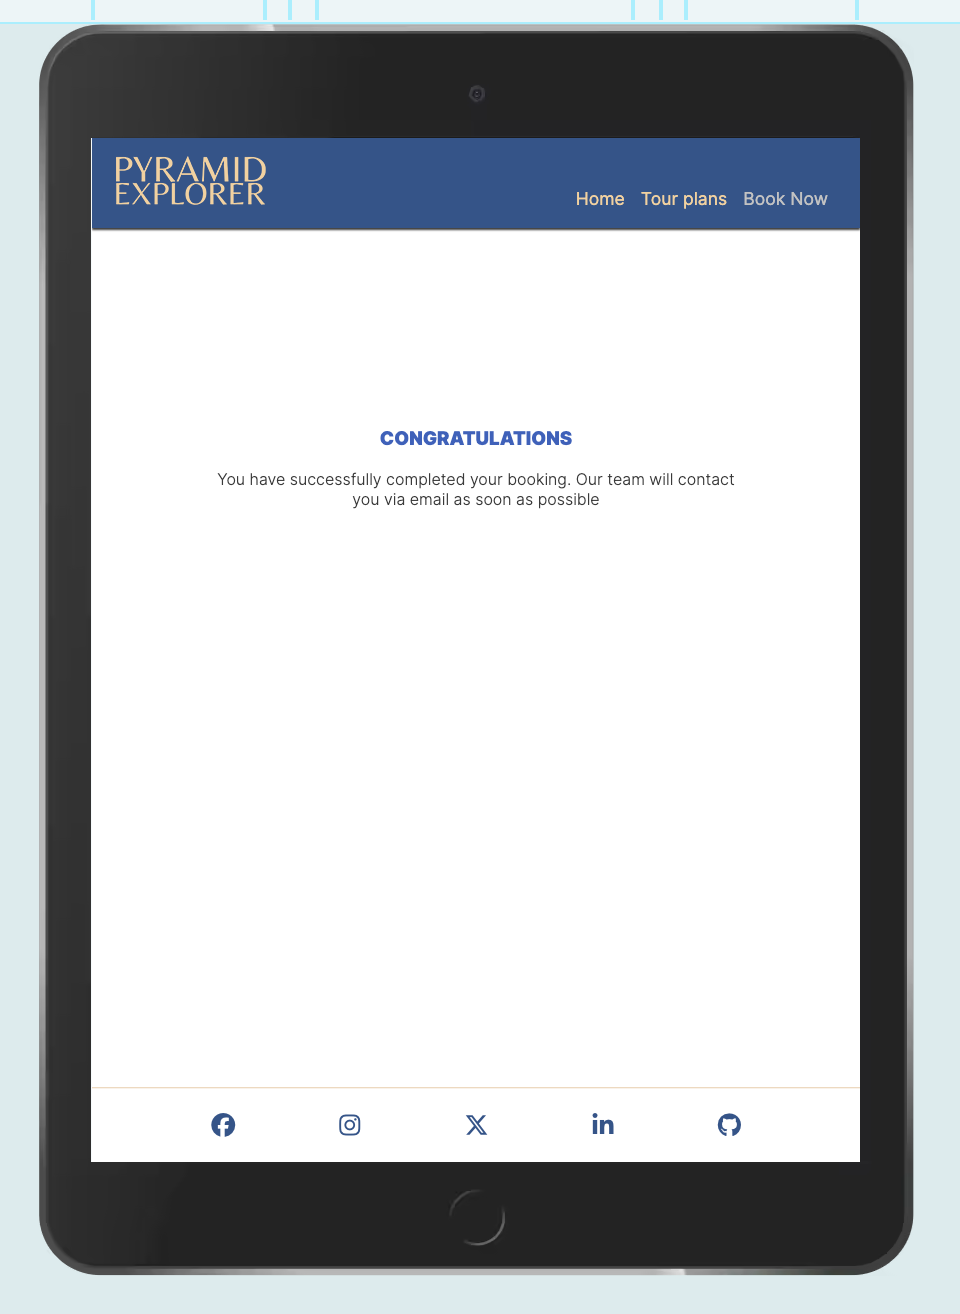 PYRAMID
EXPLORER
Home Tour plans Book Now
CONGRATULATIONS
You have successfully completed your booking. Our team will contact
you via email as soon as possible